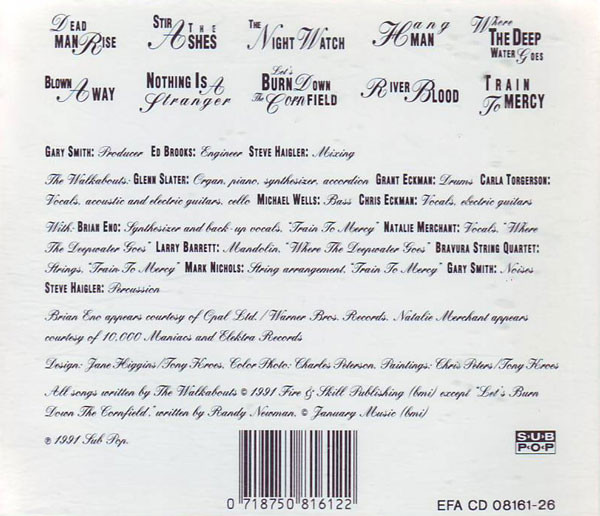 Dead Man Rise
Stir The Ashes
The Night Watch
Hangman
Where The Deep Water Goes
Blown Away
Nothing Is A Stranger
Let's Burn Down The Cornfield
River Blood
Train To Mercy
Gary Smith: Producer Ed Brooks: Engineer Steve Haigler: Mixing
The Walkabouts: Glenn Slater: Organ, piano, synthesizer, accordion Grant Eckman: Drums Carla Torgerson:
Vocals, acoustic and electric guitars, cello Michael Wells: Bass Chris Eckman: Vocals, electric guitars
With: Brian Eno: Synthesizer and back-up vocals, "Train To Mercy" Natalie Merchant: Vocals, "Where
The Deepwater Goes" Larry Barrett: Mandolin, "Where The Deepwater Goes" Bravura String Quartet:
Strings, "Train To Mercy" Mark Nichols: String arrangement, "Train To Mercy" Gary Smith: Noises
Steve Haigler: Percussion
Brian Eno appears courtesy of Opal Ltd./Warner Bros. Records. Natalie Merchant appears
courtesy of 10,000 Maniacs and Elektra Records
Design: Jane Higgins/Tony Kroes. Color Photo: Charles Peterson. Paintings: Chris Peters/Tony Kroes
All songs written by The Walkabouts © 1991 Fire & Skill Publishing (bmi) except "Let's Burn
Down The Cornfield," written by Randy Newman, © January Music (bmi)
℗ 1991 Sub Pop.
SUB
POP
0 718750 816122
EFA CD 08161-26